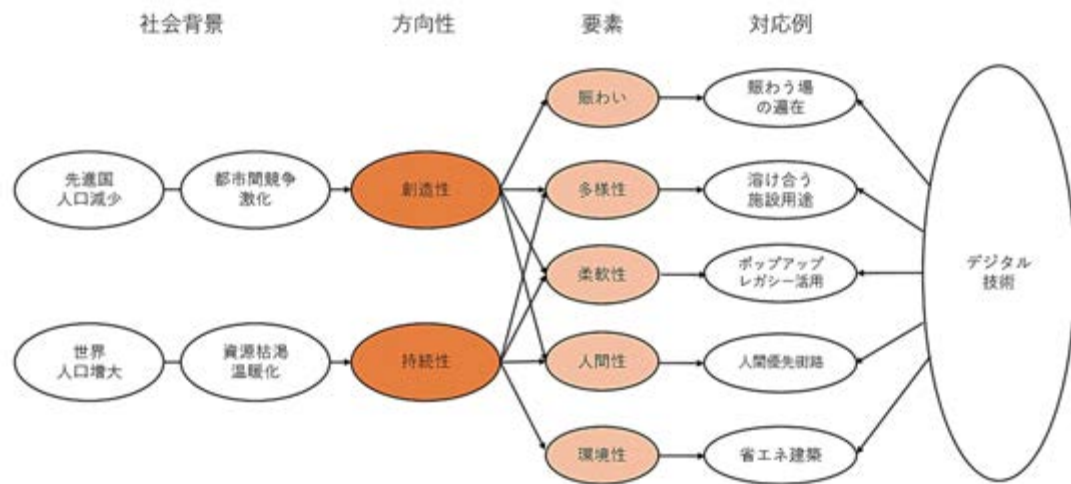 社会背景
方向性
要素
対応例
賑わい
賑わう場
の遍在
先進国
人口減少
都市間競争
激化
創造性
多様性
溶け合う
施設用途
柔軟性
ポップアップ
レガシー活用
デジタル
技術
世界
人口増大
資源枯渇
温暖化
持続性
人間性
人間優先街路
環境性
省エネ建築